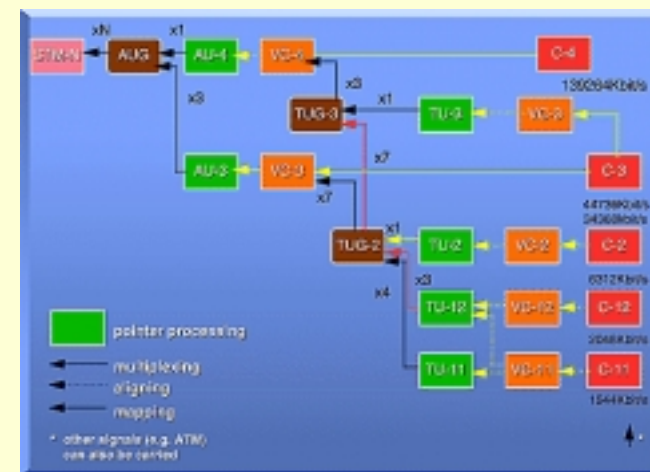 xN
x1
STM-N
AUG
AU-4
VC-4
C-4
139264Kbit/s
x3
x3
x1
TUG-3
TU-3
VC-3
x7
AU-3
VC-3
C-3
x7
44736Kbit/s
34368kbit/s
x1
TUG-2
TU-2
VC-2
C-2
x3
6312Kbit/s
x4
TU-12
VC-12
C-12
2048Kbit/s
pointer processing
TU-11
VC-11
C-11
multiplexing
aligning
1544Kbit/s
mapping
* other signals (e.g. ATM)
can also be carried